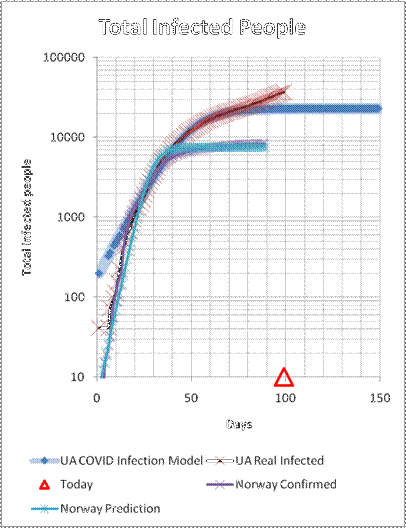 Total Infected People
100000
10000
1000
100
10
Total infected people
0 50 100 150
Days
UA COVID Infection Model UA Real Infected
Today Norway Confirmed
Norway Prediction